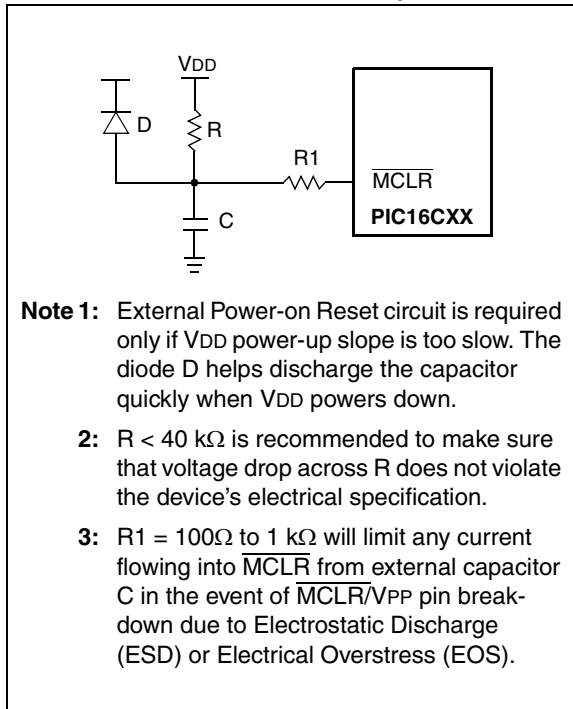 VDD
D
R
R1
MCLR
C
PIC16CXX
Note 1: External Power-on Reset circuit is required
only if VDD power-up slope is too slow. The
diode D helps discharge the capacitor
quickly when VDD powers down.
2: R < 40 kΩ is recommended to make sure
that voltage drop across R does not violate
the device's electrical specification.
3: R1 = 100Ω to 1 kΩ will limit any current
flowing into MCLR from external capacitor
C in the event of MCLR/VPP pin break-
down due to Electrostatic Discharge
(ESD) or Electrical Overstress (EOS).